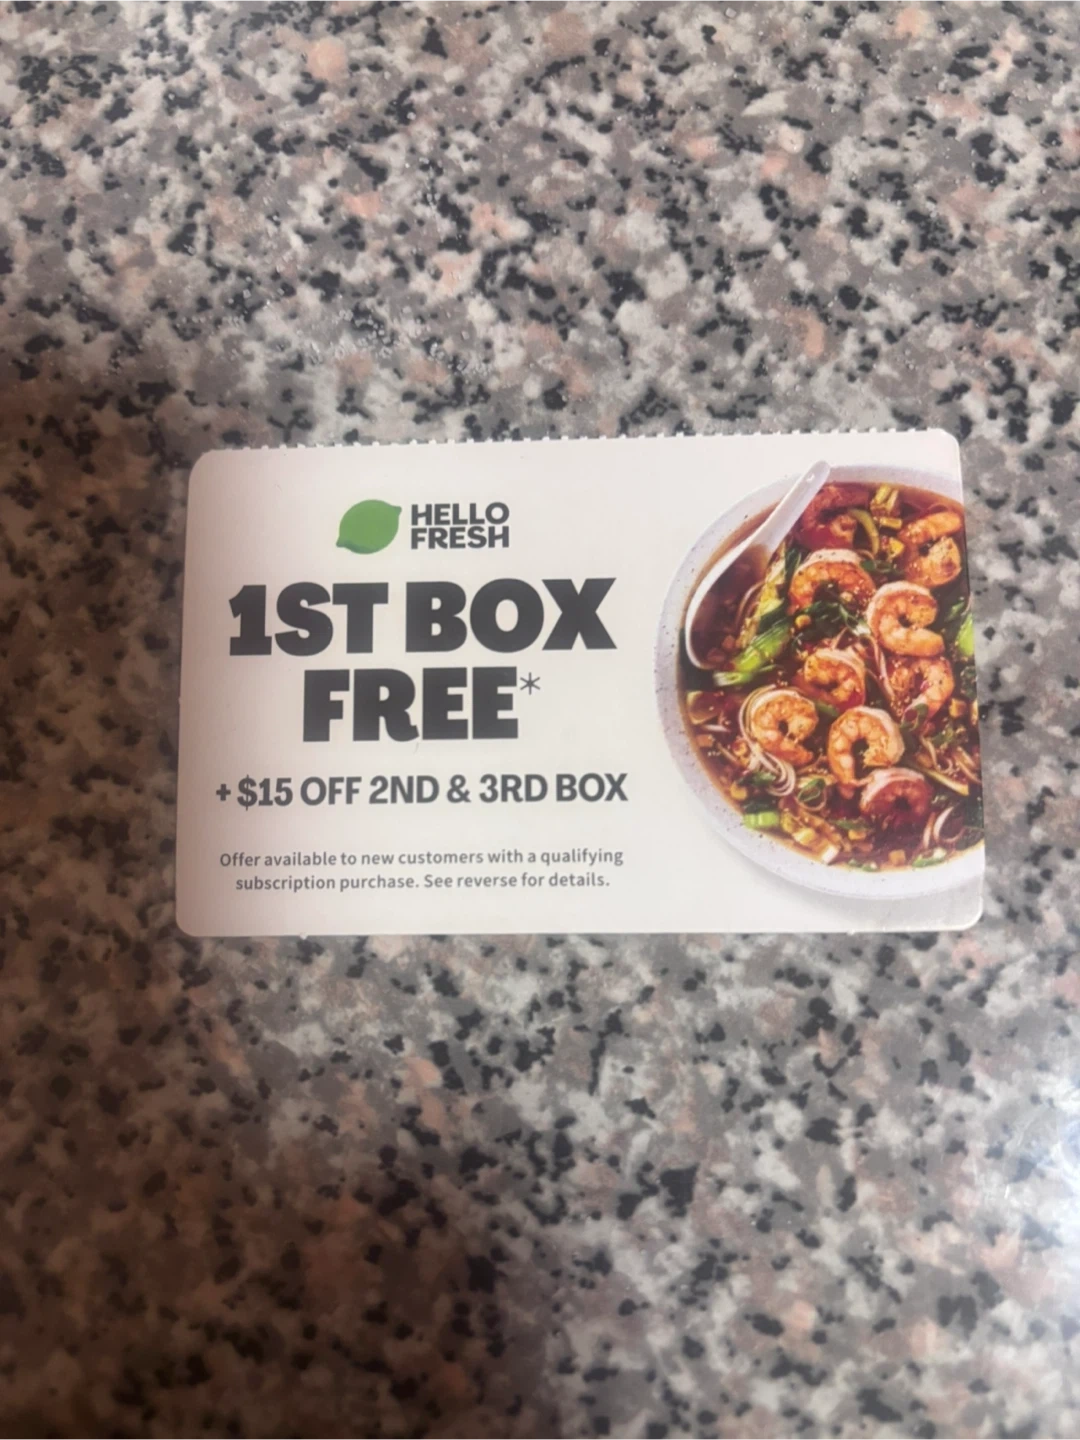 HELLO
FRESH
1ST BOX
FREE*
+ $15 OFF 2ND & 3RD BOX
Offer available to new customers with a qualifying
subscription purchase. See reverse for details.